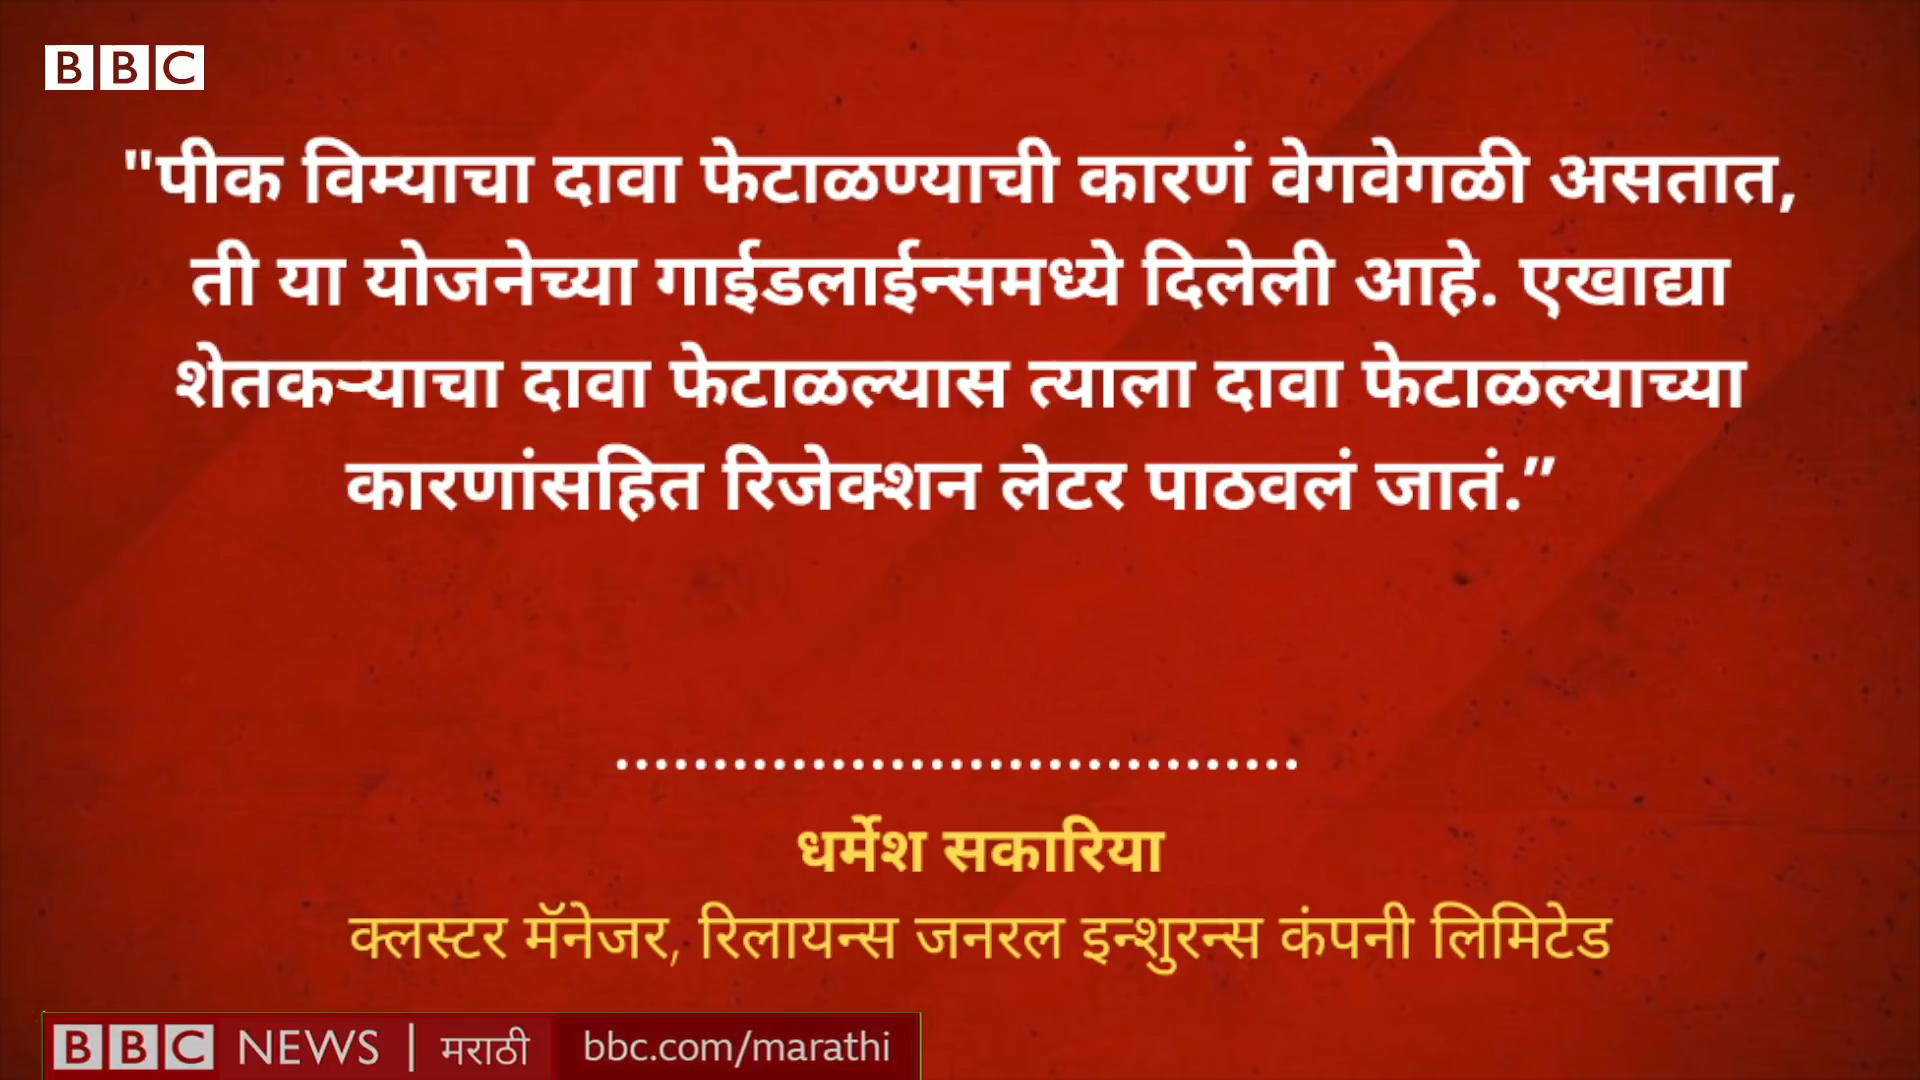 BBC
"पीक विम्याचा दावा फेटाळण्याची कारणं वेगवेगळी असतात,
ती या योजनेच्या गाईडलाईन्समध्ये दिलेली आहे. एखाद्या
शेतकऱ्याचा दावा फेटाळल्यास त्याला दावा फेटाळल्याच्या
कारणांसहित रिजेक्शन लेटर पाठवलं जातं.”
...................................
धर्मेश सकारिया
क्लस्टर मॅनेजर, रिलायन्स जनरल इन्शुरन्स कंपनी लिमिटेड
BBC NEWS | मराठी bbc.com/marathi